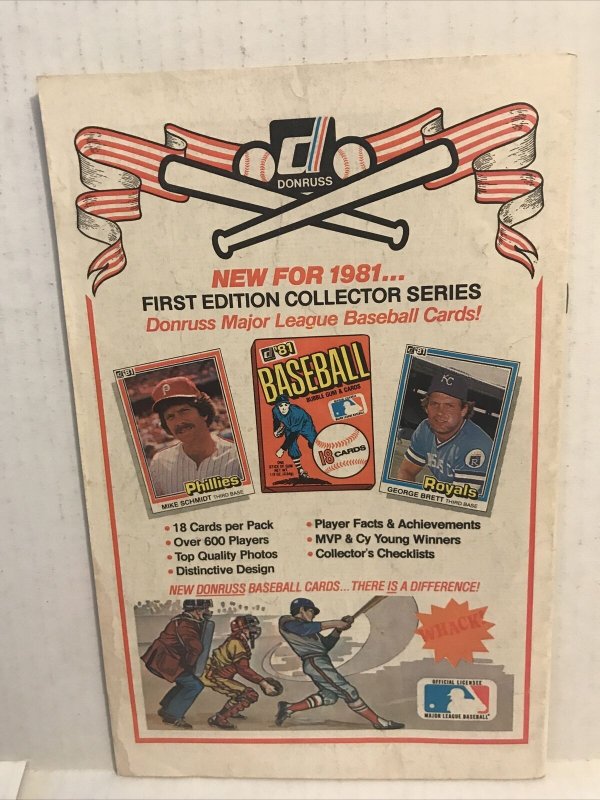 DONRUSS
NEW FOR 1981...
FIRST EDITION COLLECTOR SERIES
Donruss Major League Baseball Cards!
'81
Phillies
MIKE SCHMIDT THIRD BASE
'81
BASEBALL
BUBBLE GUM & CARDS
18 CARDS
'81
KC
Royals
GEORGE BRETT THIRD BASE
• 18 Cards per Pack
• Over 600 Players
• Top Quality Photos
• Distinctive Design
• Player Facts & Achievements
• MVP & Cy Young Winners
• Collector's Checklists
NEW DONRUSS BASEBALL CARDS...THERE IS A DIFFERENCE!
WHACK!
OFFICIAL LICENSEE
MAJOR LEAGUE BASEBALL